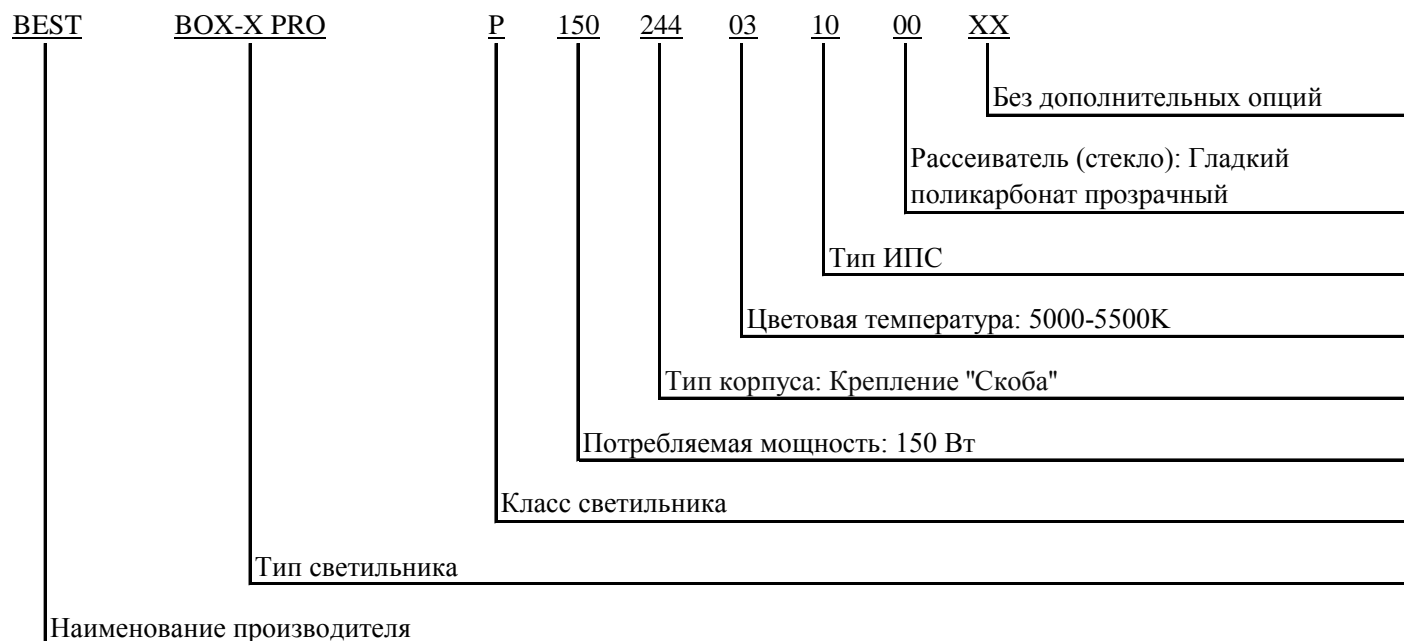 BEST BOX-X PRO P 150 244 03 10 00 XX
Без дополнительных опций
Рассеиватель (стекло): Гладкий
поликарбонат прозрачный
Тип ИПС
Цветовая температура: 5000-5500К
Тип корпуса: Крепление "Скоба"
Потребляемая мощность: 150 Вт
Класс светильника
Тип светильника
Наименование производителя